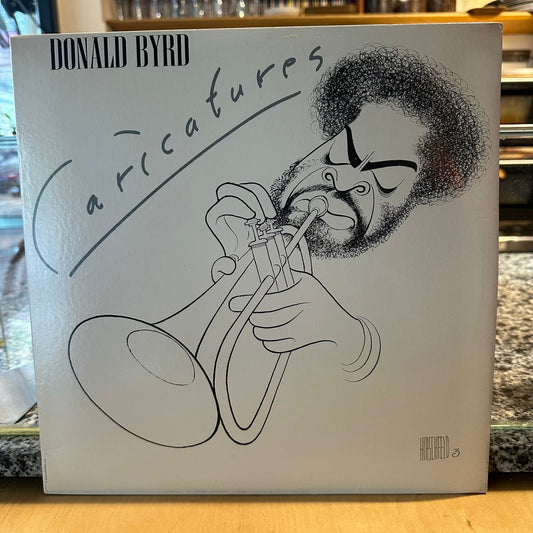 DONALD BYRD
Caricatures
HIRSCHFELD 3